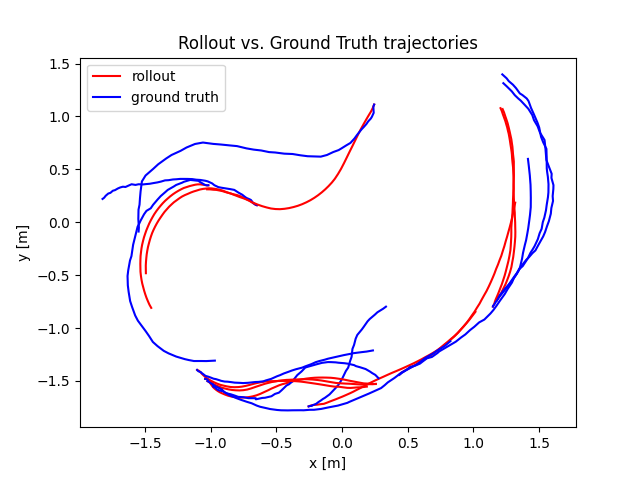 Rollout vs. Ground Truth trajectories
rollout
ground truth
1.5
1.0
0.5
0.0
−0.5
−1.0
−1.5
y [m]
−1.5 −1.0 −0.5 0.0 0.5 1.0 1.5
x [m]